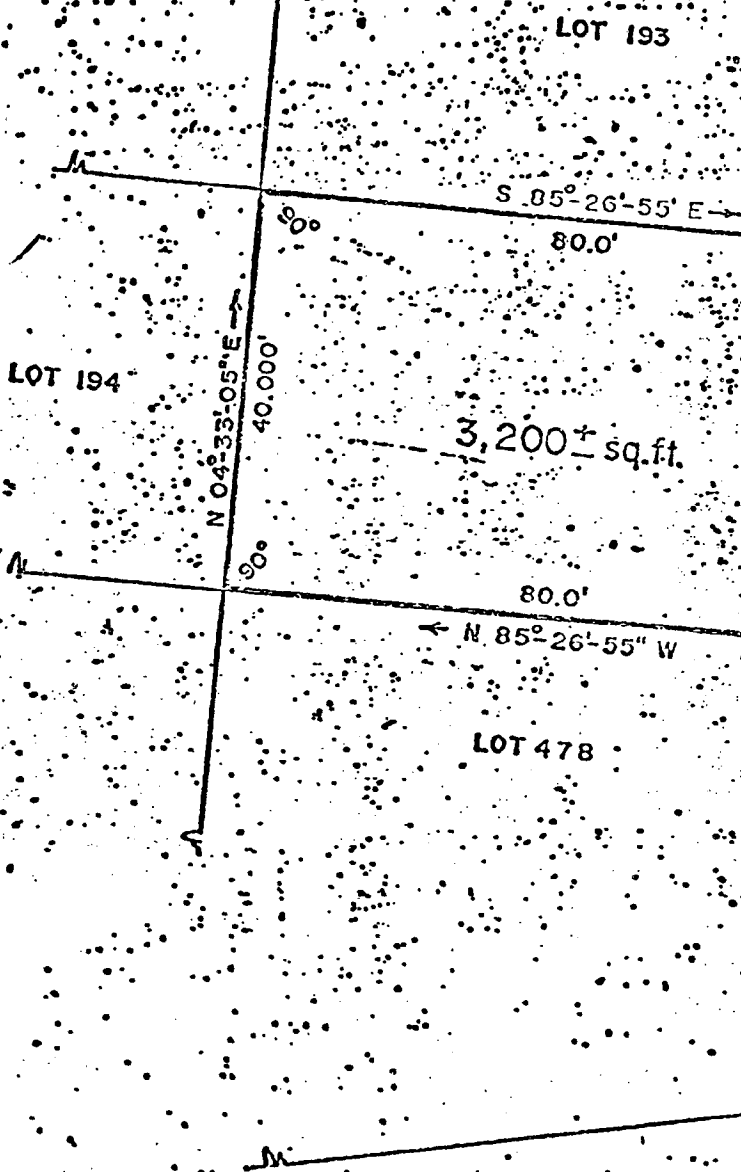 LOT 193
S 85°-26'-55' E →
80.0'
90°
N 04°-33'-05" E →
40.000'
LOT 194
3,200 ± sq.ft.
90°
80.0'
← N 85°-26'-55" W
LOT 478